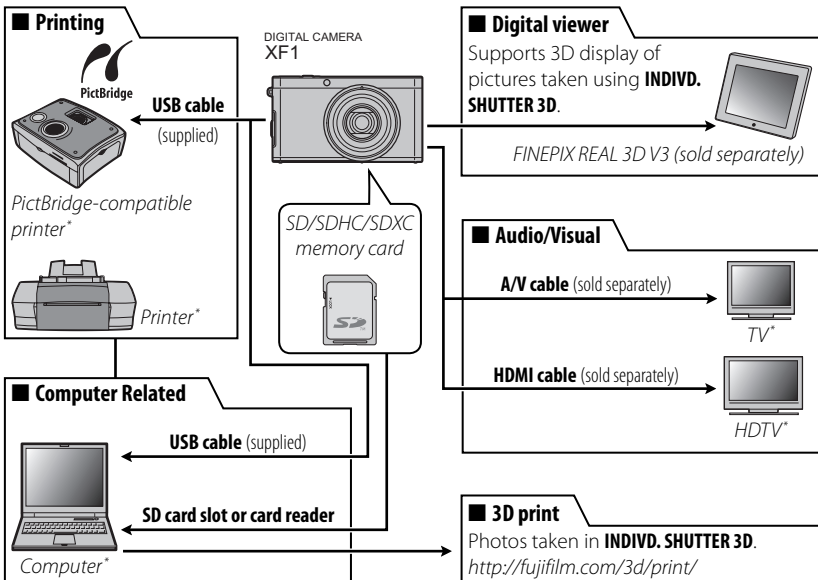 ■ Printing
PictBridge
USB cable
(supplied)
PictBridge-compatible
printer*
Printer*
DIGITAL CAMERA
XF1
SD/SDHC/SDXC
memory card
■ Digital viewer
Supports 3D display of
pictures taken using INDIVD.
SHUTTER 3D.
FINEPIX REAL 3D V3 (sold separately)
■ Audio/Visual
A/V cable (sold separately)
TV*
HDMI cable (sold separately)
HDTV*
■ Computer Related
USB cable (supplied)
SD card slot or card reader
Computer*
■ 3D print
Photos taken in INDIVD. SHUTTER 3D.
http://fujifilm.com/3d/print/